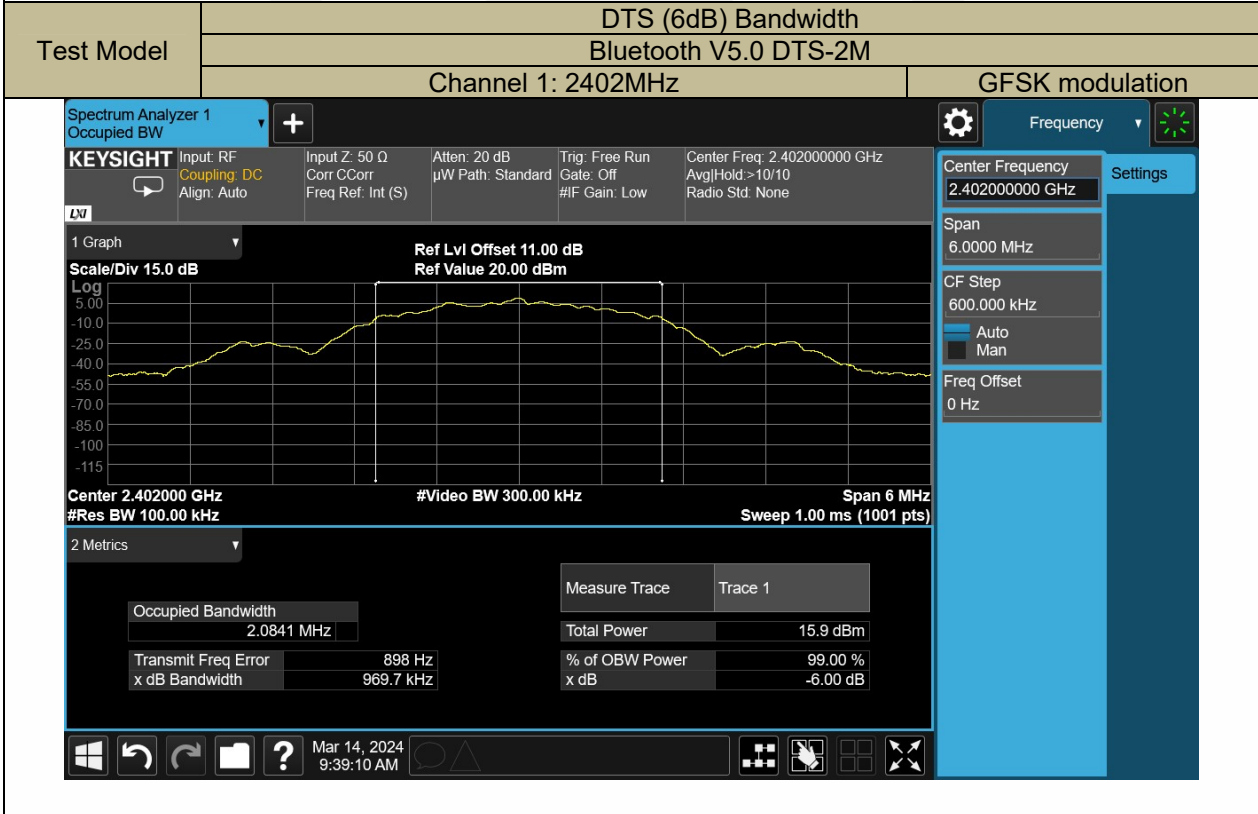 Test Model
DTS (6dB) Bandwidth
Bluetooth V5.0 DTS-2M
Channel 1: 2402MHz GFSK modulation
Spectrum Analyzer 1
Occupied BW
+
Frequency
KEYSIGHT
LXI
Input: RF
Coupling: DC
Align: Auto
Input Z: 50 Ω
Corr CCorr
Freq Ref: Int (S)
Atten: 20 dB
µW Path: Standard
Trig: Free Run
Gate: Off
#IF Gain: Low
Center Freq: 2.402000000 GHz
Avg|Hold:>10/10
Radio Std: None
Center Frequency
2.402000000 GHz
Settings
Span
6.0000 MHz
CF Step
600.000 kHz
Auto
Man
Freq Offset
0 Hz
1 Graph
Scale/Div 15.0 dB
Ref Lvl Offset 11.00 dB
Ref Value 20.00 dBm
Log
5.00
-10.0
-25.0
-40.0
-55.0
-70.0
-85.0
-100
-115
Center 2.402000 GHz #Video BW 300.00 kHz Span 6 MHz
#Res BW 100.00 kHz Sweep 1.00 ms (1001 pts)
2 Metrics
Measure Trace Trace 1
Occupied Bandwidth
2.0841 MHz
Total Power 15.9 dBm
Transmit Freq Error 898 Hz
% of OBW Power 99.00 %
x dB Bandwidth 969.7 kHz
x dB -6.00 dB
?
Mar 14, 2024
9:39:10 AM